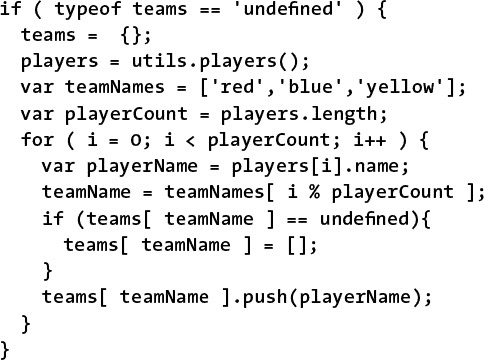 if ( typeof teams == 'undefined' ) {
  teams =  {};
  players = utils.players();
  var teamNames = ['red','blue','yellow'];
  var playerCount = players.length;
  for ( i = 0; i < playerCount; i++ ) {
    var playerName = players[i].name;
    teamName = teamNames[ i % playerCount ];
    if (teams[ teamName ] == undefined){
      teams[ teamName ] = [];
    }
    teams[ teamName ].push(playerName);
  }
}